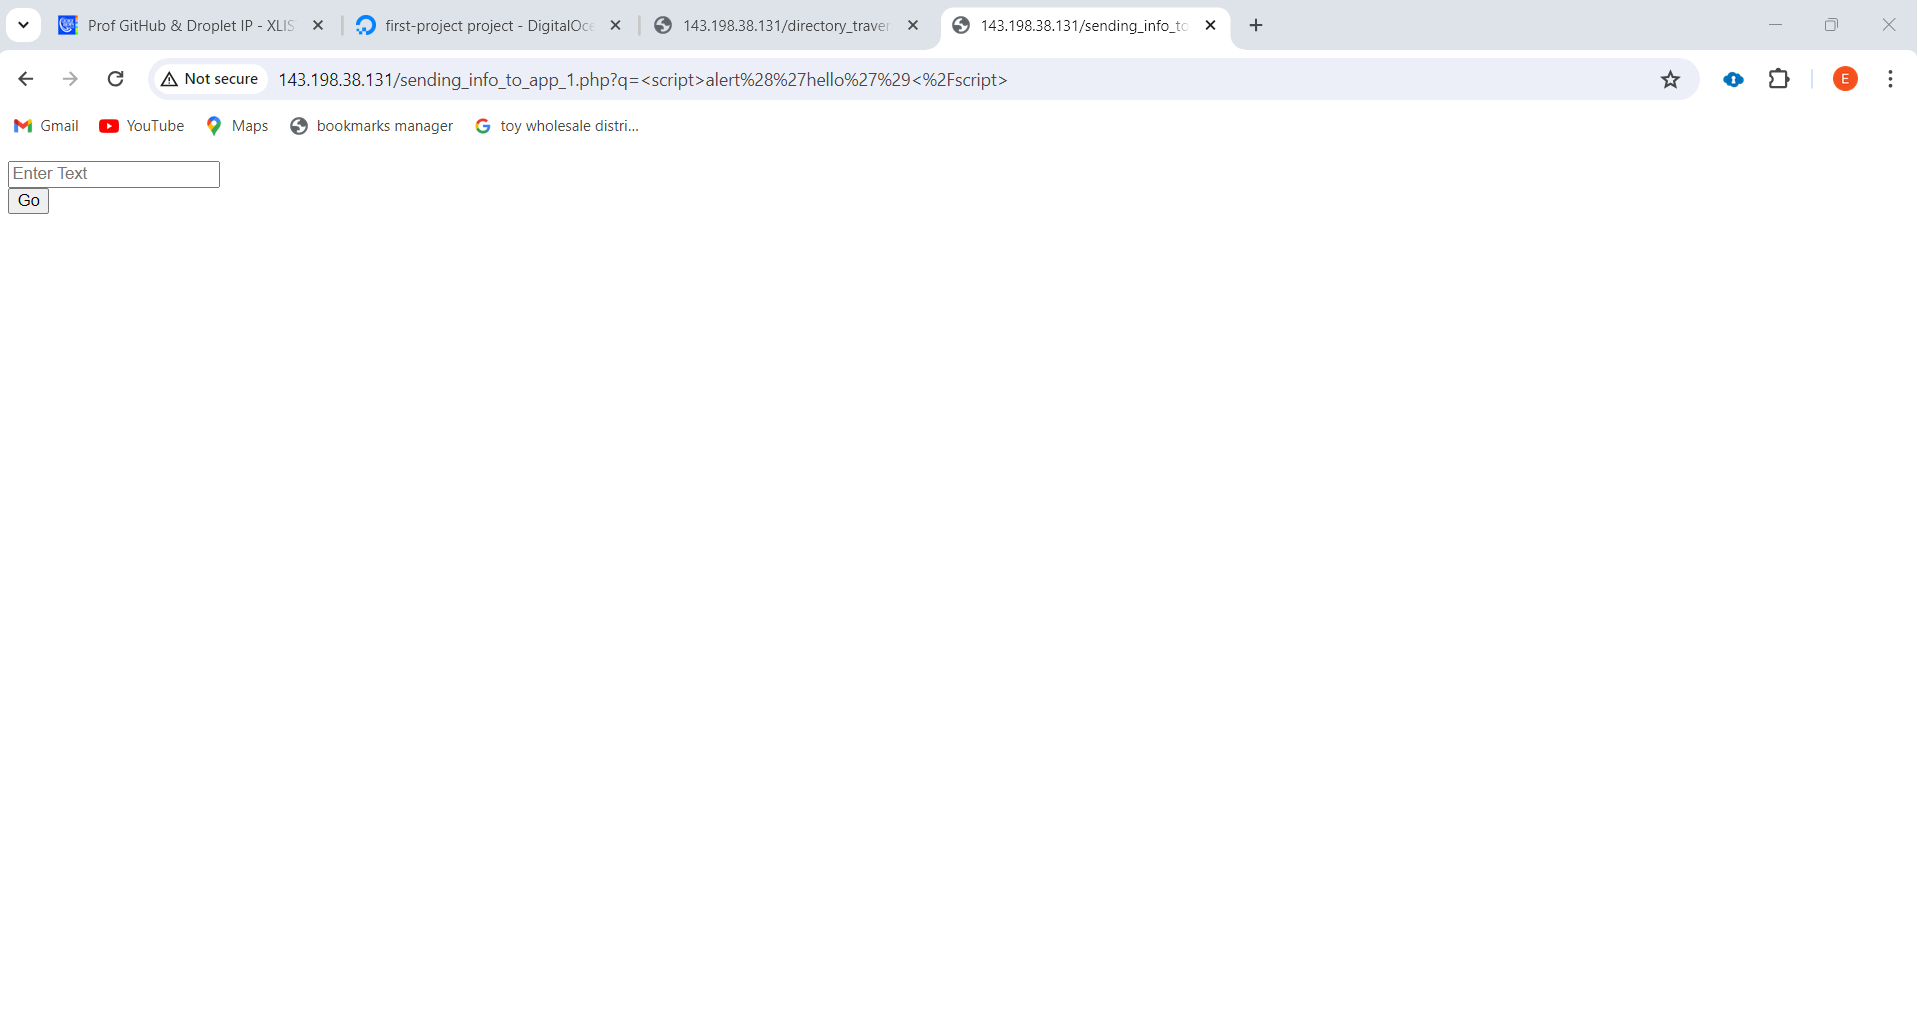 Prof GitHub & Droplet IP - XLIS
first-project project - DigitalOce
143.198.38.131/directory_traver
143.198.38.131/sending_info_to
Not secure
143.198.38.131/sending_info_to_app_1.php?q=<script>alert%28%27hello%27%29<%2Fscript>
E
Gmail
YouTube
Maps
bookmarks manager
toy wholesale distri...
Enter Text
Go